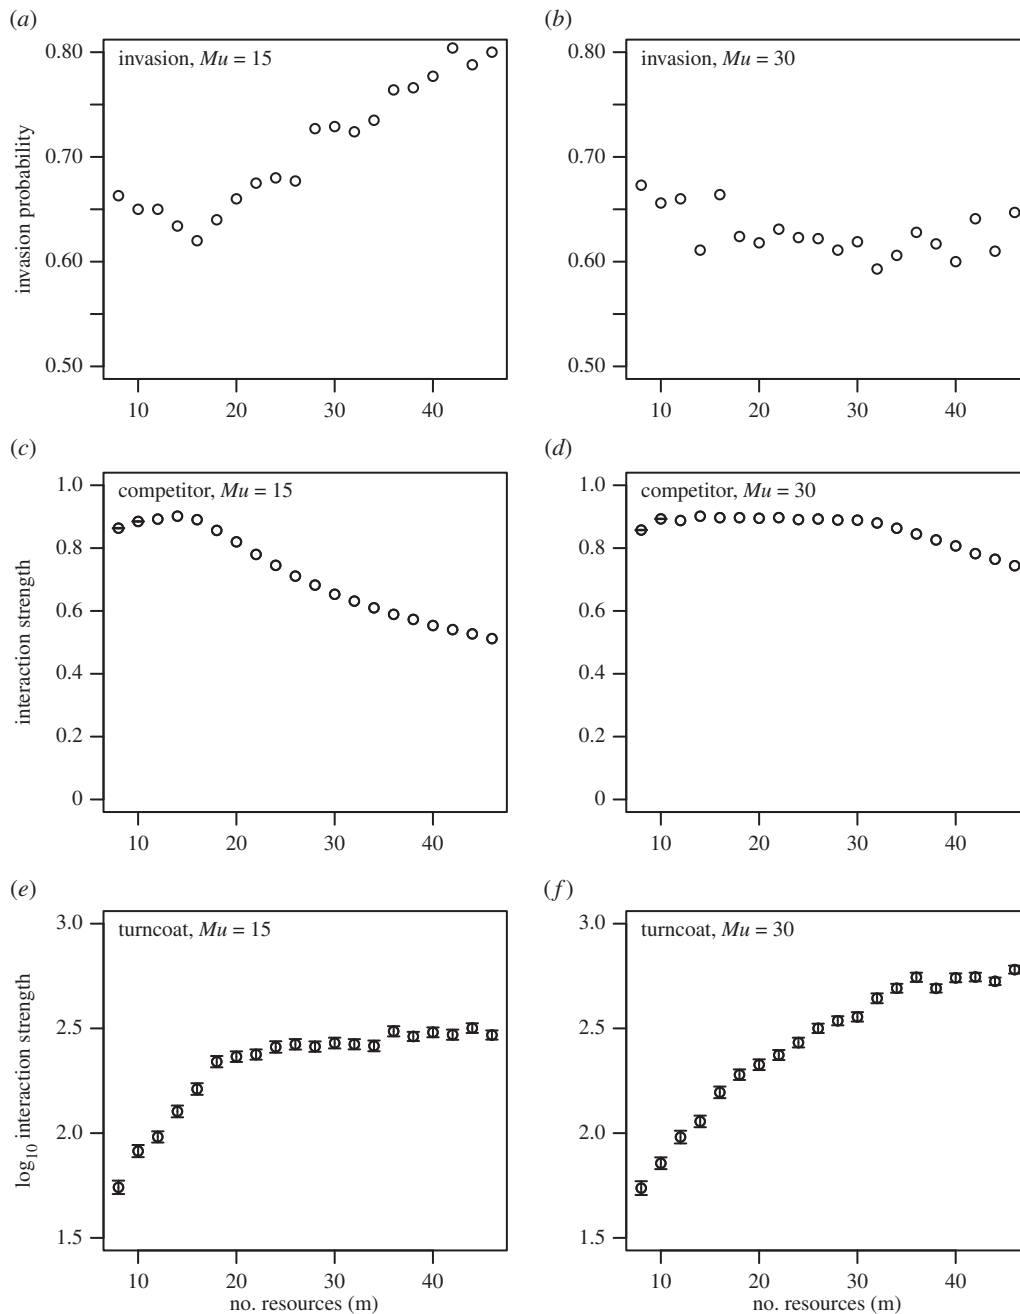 (a)
(b)
invasion, Mu = 15
invasion, Mu = 30
invasion probability
0.80
0.70
0.60
0.50
10 20 30 40
0.80
0.70
0.60
0.50
10 20 30 40
(c)
(d)
competitor, Mu = 15
competitor, Mu = 30
interaction strength
1.0
0.8
0.6
0.4
0.2
0
10 20 30 40
1.0
0.8
0.6
0.4
0.2
0
10 20 30 40
(e)
(f)
turncoat, Mu = 15
turncoat, Mu = 30
log10 interaction strength
3.0
2.5
2.0
1.5
10 20 30 40
no. resources (m)
3.0
2.5
2.0
1.5
10 20 30 40
no. resources (m)